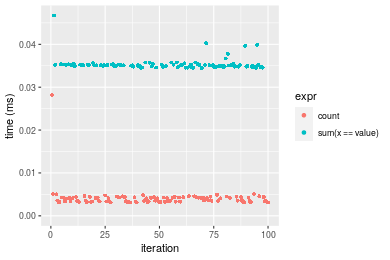 0.04
0.03
0.02
0.01
0.00
time (ms)
0
25
50
75
100
iteration
expr
count
sum(x == value)